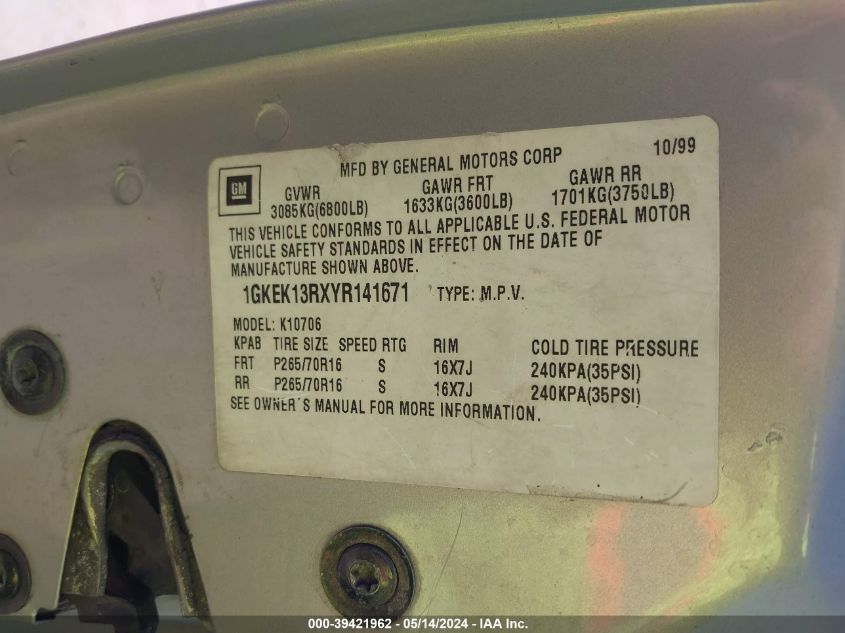 MFD BY GENERAL MOTORS CORP 10/99
GM
GVWR GAWR FRT GAWR RR
3085KG(6800LB) 1633KG(3600LB) 1701KG(3750LB)
THIS VEHICLE CONFORMS TO ALL APPLICABLE U.S. FEDERAL MOTOR
VEHICLE SAFETY STANDARDS IN EFFECT ON THE DATE OF
MANUFACTURE SHOWN ABOVE.
1GKEK13RXYR141671 TYPE: M.P.V.
MODEL: K10706
KPAB TIRE SIZE SPEED RTG RIM COLD TIRE PRESSURE
FRT P265/70R16 S 16X7J 240KPA(35PSI)
RR P265/70R16 S 16X7J 240KPA(35PSI)
SEE OWNER'S MANUAL FOR MORE INFORMATION.
000-39421962 - 05/14/2024 - IAA Inc.